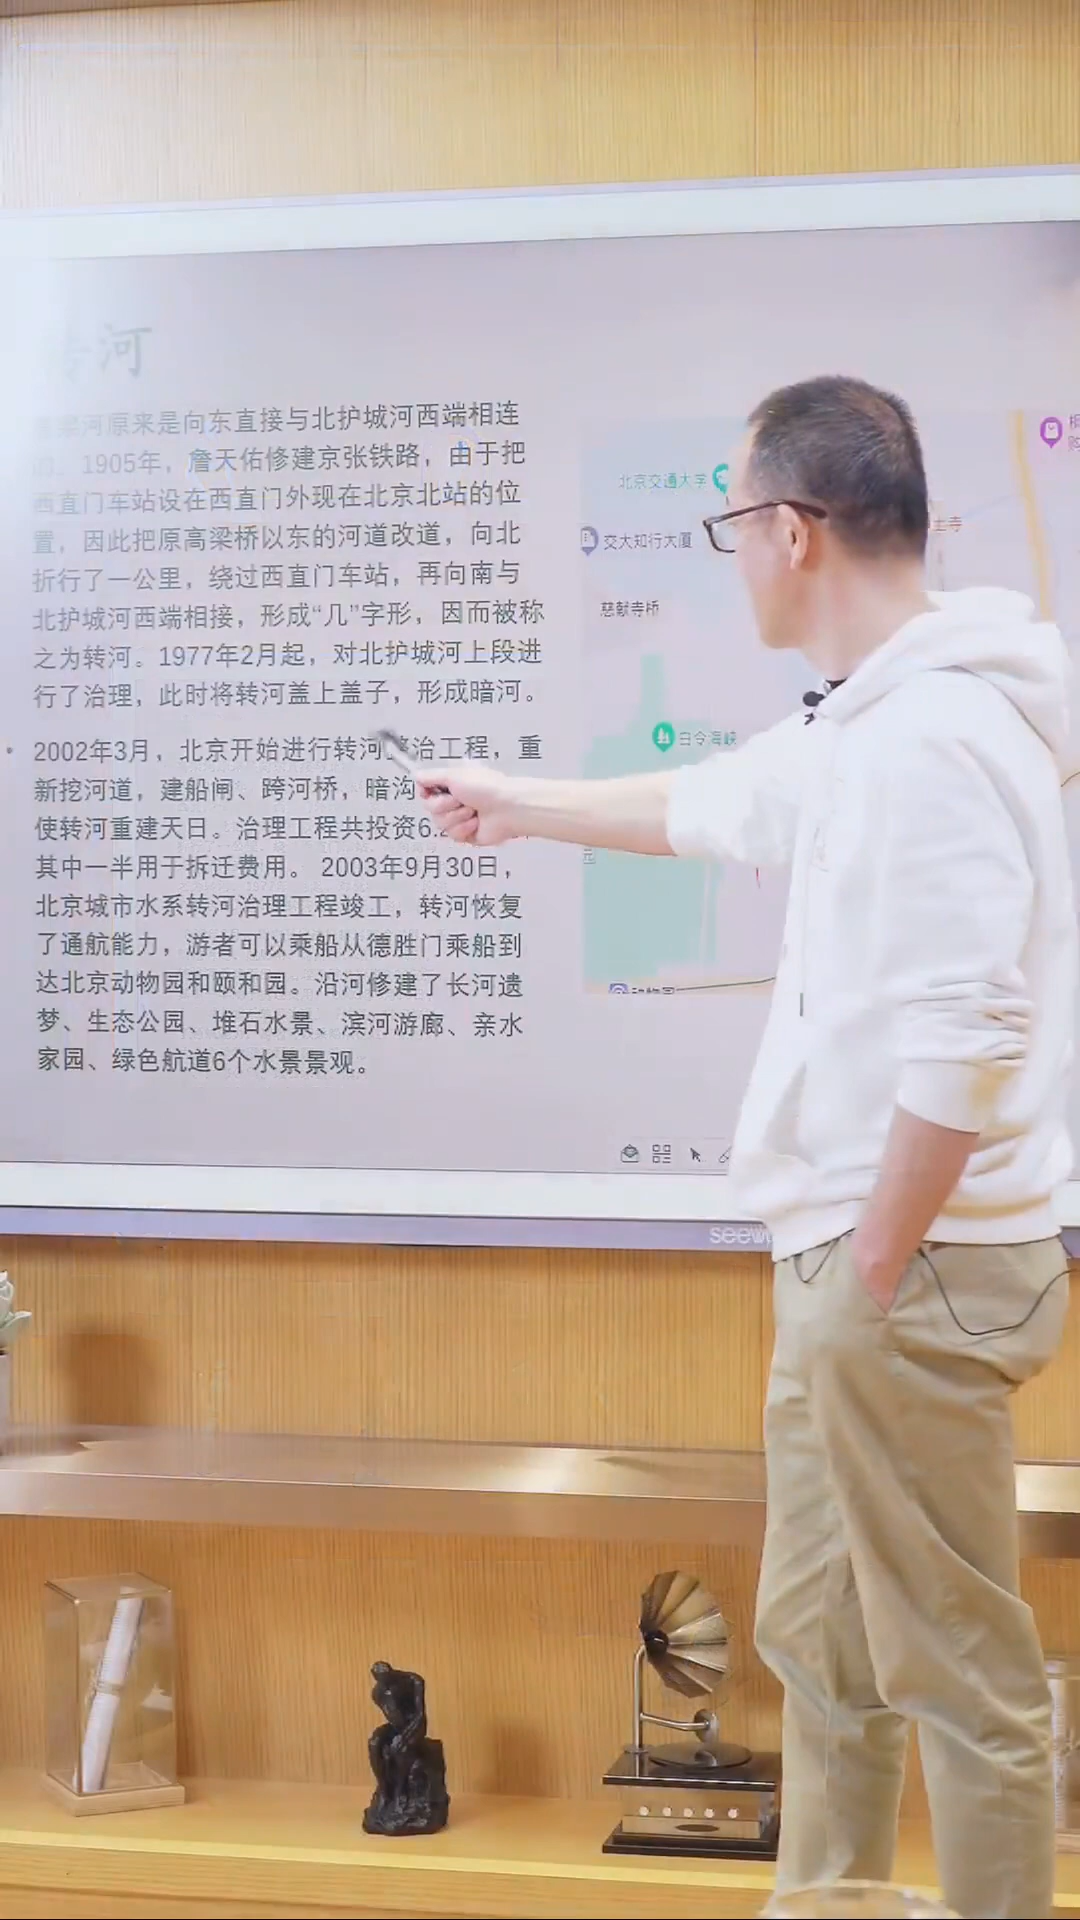 河
河原来是向东直接与北护城河西端相连
1905年，詹天佑修建京张铁路，由于把
西直门车站设在西直门外现在北京北站的位
置，因此把原高梁桥以东的河道改道，向北
折行了一公里，绕过西直门车站，再向南与
北护城河西端相接，形成“几”字形，因而被称
之为转河。1977年2月起，对北护城河上段进
行了治理，此时将转河盖上盖子，形成暗河。
• 2002年3月，北京开始进行转河 治工程，重
新挖河道，建船闸、跨河桥，暗沟
使转河重建天日。治理工程共投资6.
其中一半用于拆迁费用。 2003年9月30日，
北京城市水系转河治理工程竣工，转河恢复
了通航能力，游者可以乘船从德胜门乘船到
达北京动物园和颐和园。沿河修建了长河遗
梦、生态公园、堆石水景、滨河游廊、亲水
家园、绿色航道6个水景景观。
北京交通大学
交大知行大厦
慈献寺桥
白令海峡
园
动物园
士寺
seewo